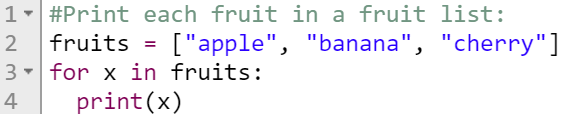 1 #Print each fruit in a fruit list:
2 fruits = ["apple", "banana", "cherry"]
3 for x in fruits:
4   print(x)